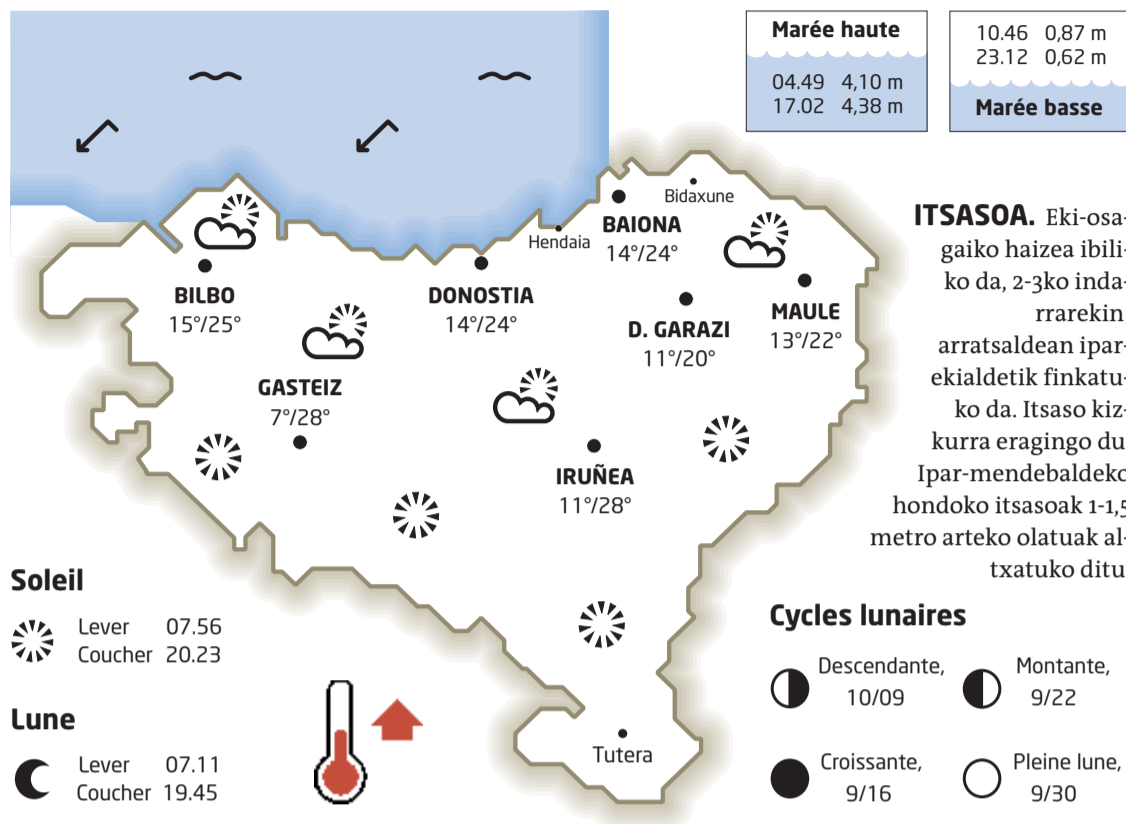 Marée haute
04.49 4,10 m
17.02 4,38 m
10.46 0,87 m
23.12 0,62 m
Marée basse
Bidaxune
BAIONA
14°/24°
Hendaia
BILBO
15°/25°
DONOSTIA
14°/24°
D. GARAZI
11°/20°
MAULE
13°/22°
GASTEIZ
7°/28°
IRUÑEA
11°/28°
Tutera
ITSASOA. Eki-osa-
gaiko haizea ibili-
ko da, 2-3ko inda-
rrarekin,
arratsaldean ipar-
ekialdetik finkatu-
ko da. Itsaso kiz-
kurra eragingo du.
Ipar-mendebaldeko
hondoko itsasoak 1-1,5
metro arteko olatuak al-
txatuko ditu.
Soleil
Lever 07.56
Coucher 20.23
Lune
Lever 07.11
Coucher 19.45
Cycles lunaires
Descendante,
10/09
Montante,
9/22
Croissante,
9/16
Pleine lune,
9/30